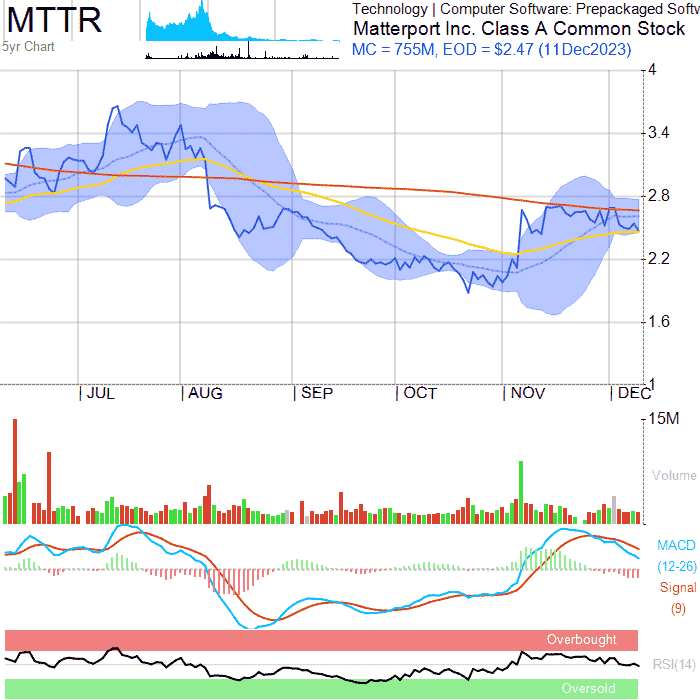 MTTR
5yr Chart
Technology | Computer Software: Prepackaged Softw
Matterport Inc. Class A Common Stock
MC = 755M, EOD = $2.47 (11Dec2023)
4
3.4
2.8
2.2
1.6
1
JUL AUG SEP OCT NOV DEC
15M
Volume
MACD
(12-26)
Signal
(9)
Overbought
RSI(14)
Oversold